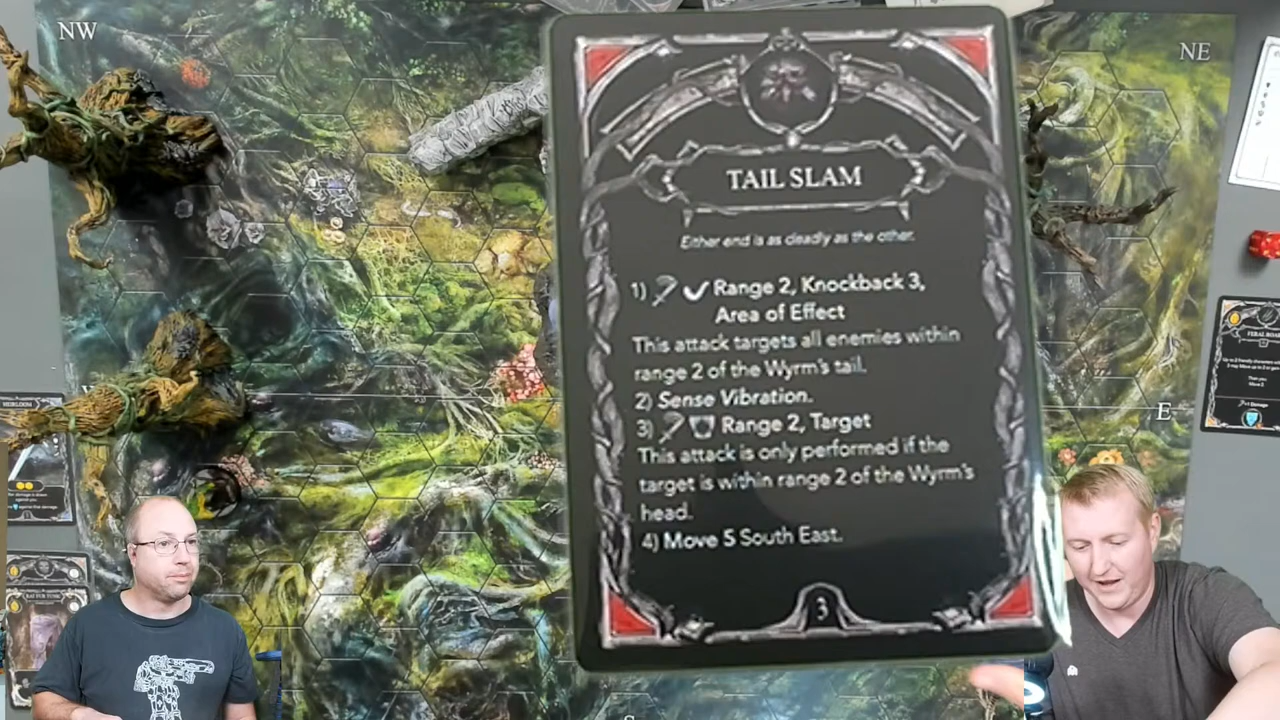 NW
NE
TAIL SLAM
Either end is as deadly as the other.
1) Range 2, Knockback 3,
Area of Effect
This attack targets all enemies within
range 2 of the Wyrm's tail.
2) Sense Vibration.
3) Range 2, Target
This attack is only performed if the
target is within range 2 of the Wyrm's
head.
4) Move 5 South East.
3
E
HEIRLOOM
FERAL ROAR